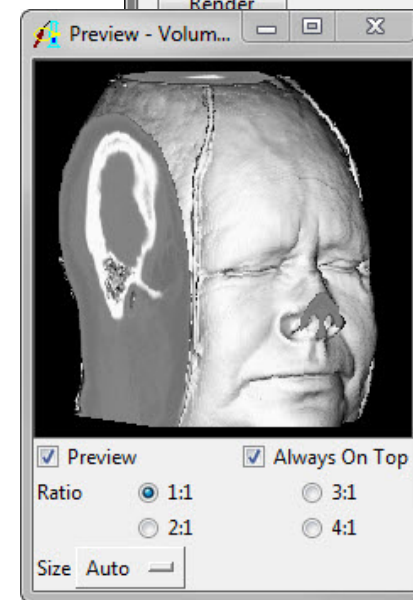 Render
Preview - Volum...
Preview
Always On Top
Ratio
1:1
3:1
2:1
4:1
Size
Auto